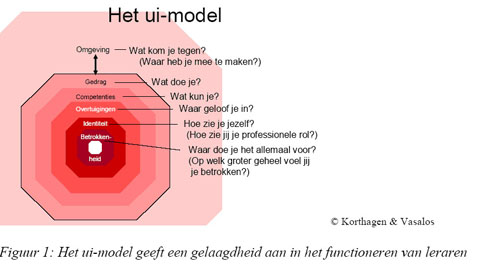 Het ui-model
Omgeving
Wat kom je tegen?
(Waar heb je mee te maken?)
Gedrag
Wat doe je?
Competenties
Wat kun je?
Overtuigingen
Waar geloof je in?
Identiteit
Hoe zie je jezelf?
(Hoe zie jij je professionele rol?)
Betrokken-
heid
Waar doe je het allemaal voor?
(Op welk groter geheel voel jij
je betrokken?)
© Korthagen & Vasalos
Figuur 1: Het ui-model geeft een gelaagdheid aan in het functioneren van leraren